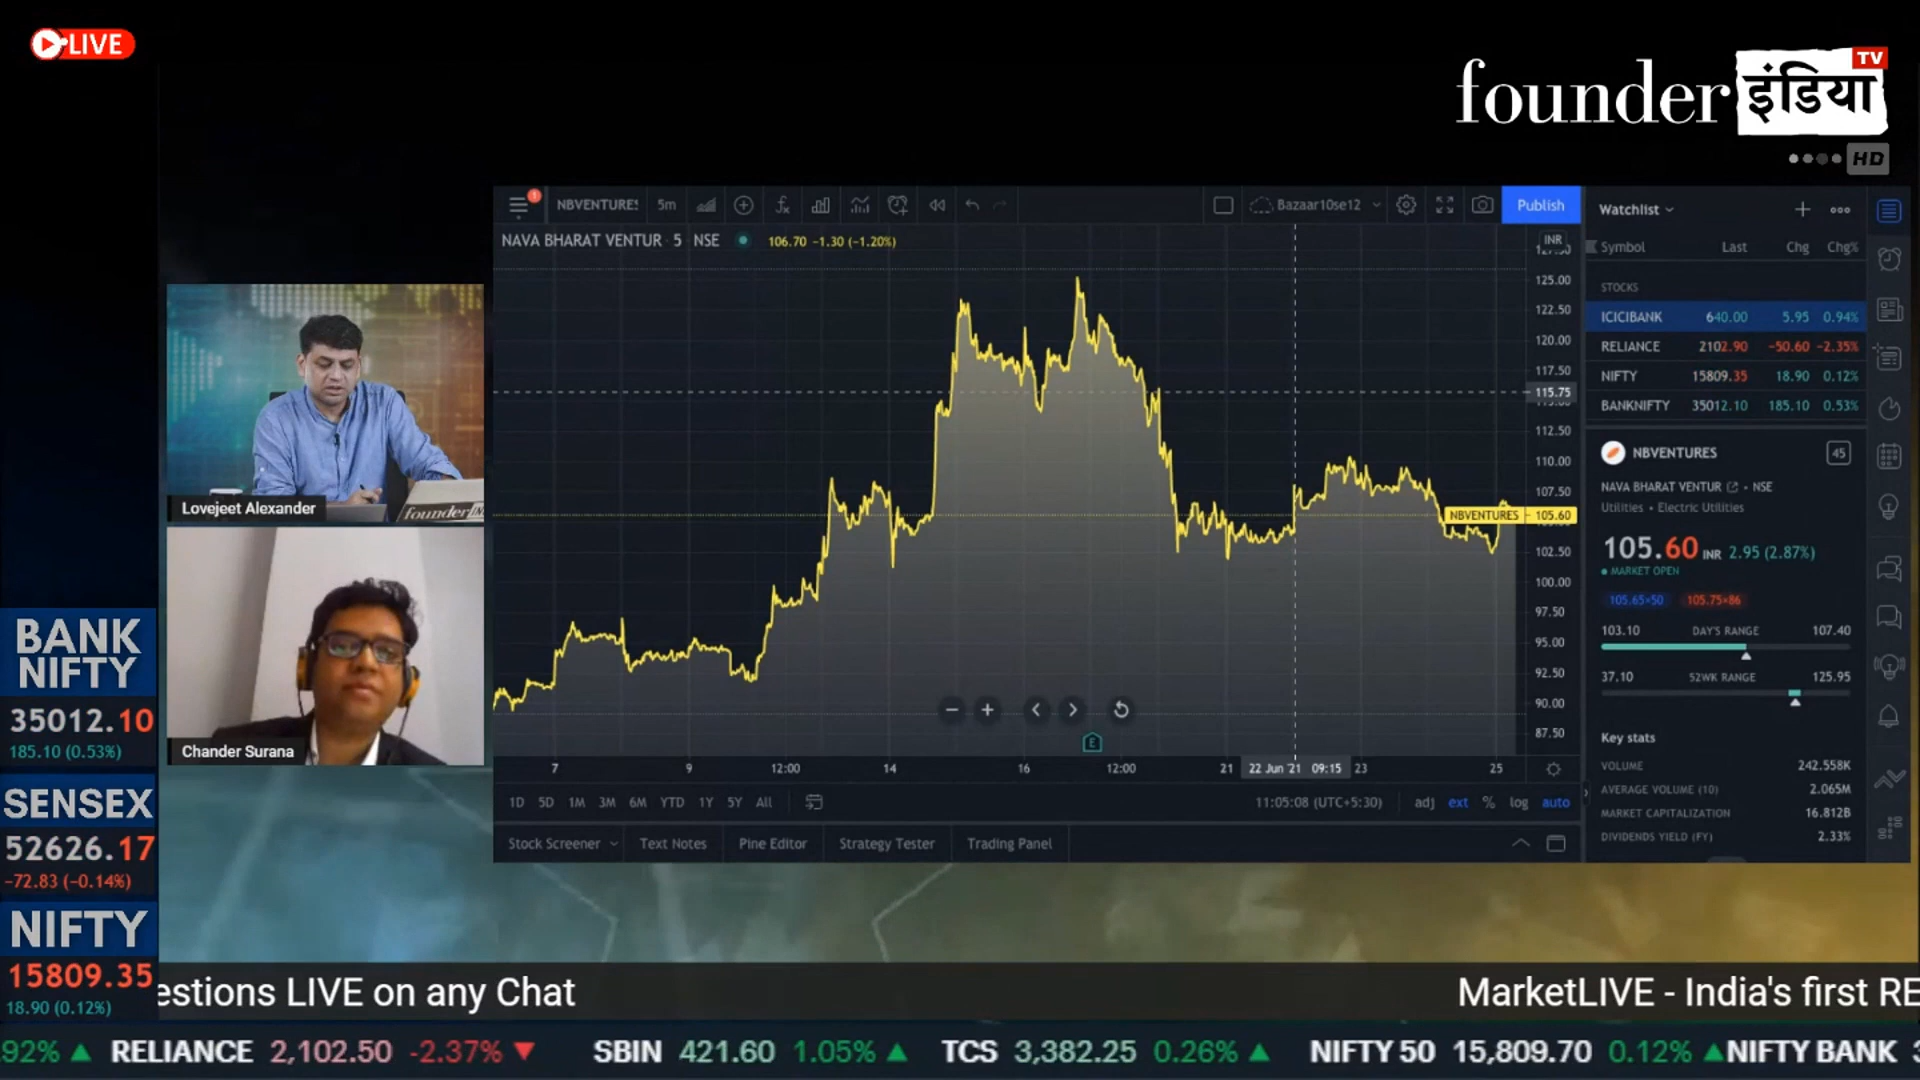 LIVE
founder इंडिया TV
HD
NBVENTURES 5m Bazaar10se12 Publish
Watchlist
NAVA BHARAT VENTUR 5 NSE 106.70 −1.30 (−1.20%)
INR
Symbol Last Chg Chg%
STOCKS
ICICIBANK 640.00 5.95 0.94%
RELIANCE 2102.90 -50.60 -2.35%
NIFTY 15809.35 18.90 0.12%
BANKNIFTY 35012.10 185.10 0.53%
125.00
122.50
120.00
117.50
115.75
112.50
110.00
107.50
NBVENTURES 105.60
102.50
100.00
97.50
95.00
92.50
90.00
87.50
NBVENTURES 45
NAVA BHARAT VENTUR • NSE
Utilities • Electric Utilities
105.60 INR 2.95 (2.87%)
MARKET OPEN
105.65×50 105.75×86
103.10 DAY'S RANGE 107.40
37.10 52WK RANGE 125.95
Key stats
VOLUME 242.558K
AVERAGE VOLUME (10) 2.065M
MARKET CAPITALIZATION 16.812B
DIVIDENDS YIELD (FY) 2.33%
Lovejeet Alexander
founder
Chander Surana
E
7 9 12:00 14 16 12:00 21 22 Jun '21 09:15 23 25
1D 5D 1M 3M 6M YTD 1Y 5Y All 11:05:08 (UTC+5:30) adj ext % log auto
Stock Screener Text Notes Pine Editor Strategy Tester Trading Panel
BANK
NIFTY
35012.10
185.10 (0.53%)
SENSEX
52626.17
-72.83 (-0.14%)
NIFTY
15809.35
18.90 (0.12%)
estions LIVE on any Chat MarketLIVE - India's first RE
.92% ▲ RELIANCE 2,102.50 -2.37% ▼ SBIN 421.60 1.05% ▲ TCS 3,382.25 0.26% ▲ NIFTY 50 15,809.70 0.12% ▲ NIFTY BANK